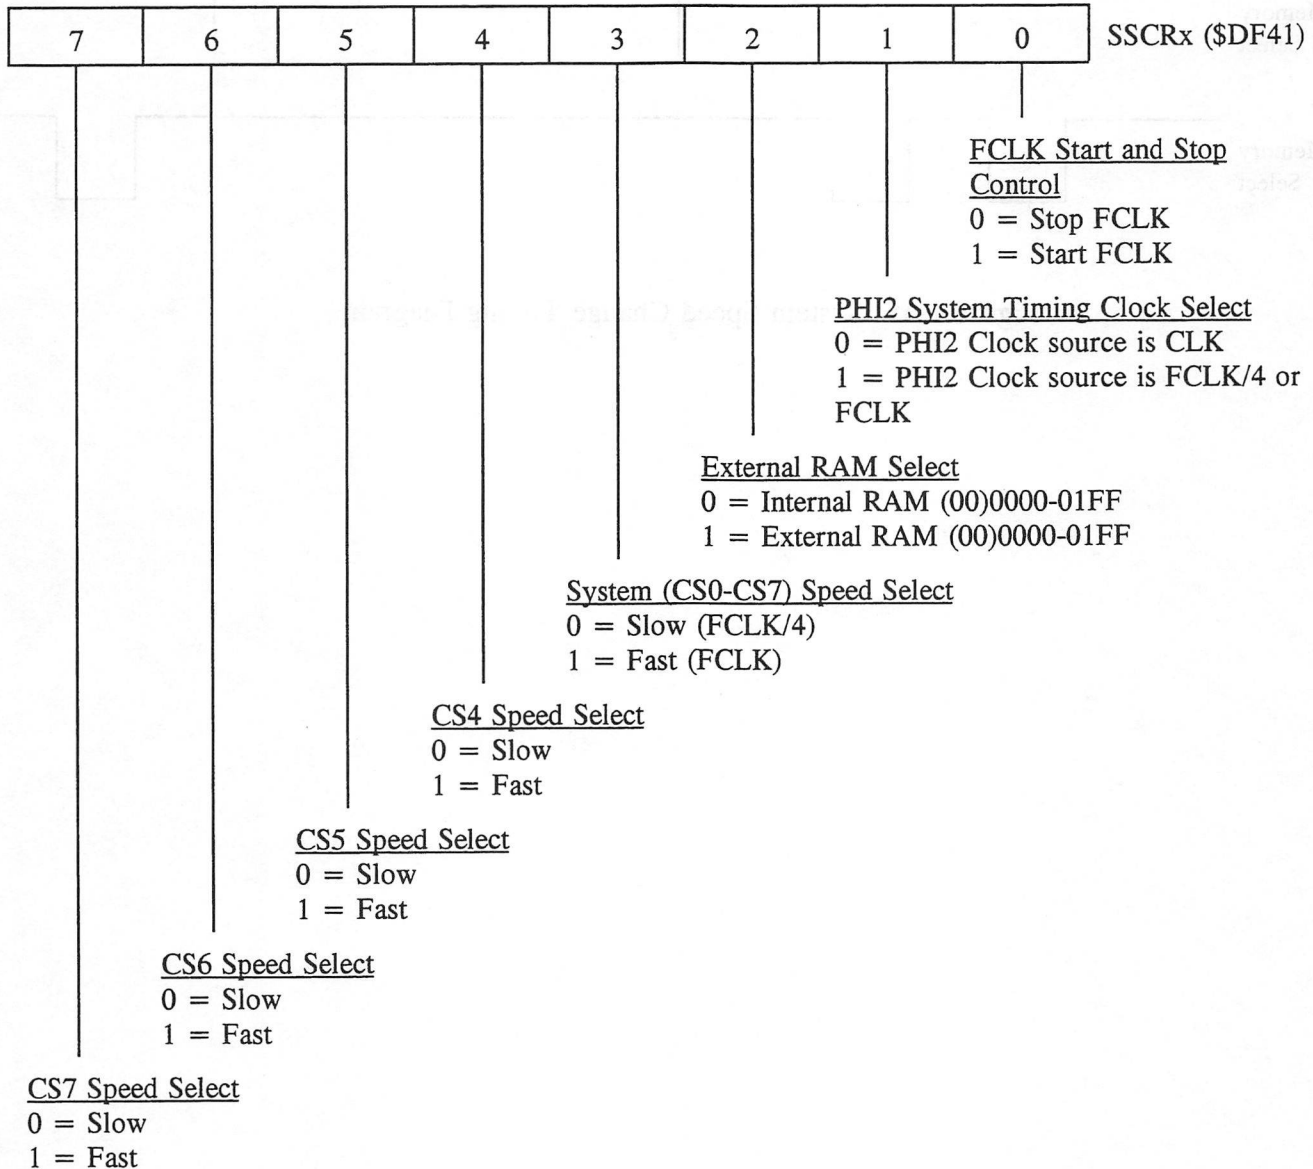 7 6 5 4 3 2 1 0 SSCRx ($DF41)
FCLK Start and Stop
Control
0 = Stop FCLK
1 = Start FCLK
PHI2 System Timing Clock Select
0 = PHI2 Clock source is CLK
1 = PHI2 Clock source is FCLK/4 or
FCLK
External RAM Select
0 = Internal RAM (00)0000-01FF
1 = External RAM (00)0000-01FF
System (CS0-CS7) Speed Select
0 = Slow (FCLK/4)
1 = Fast (FCLK)
CS4 Speed Select
0 = Slow
1 = Fast
CS5 Speed Select
0 = Slow
1 = Fast
CS6 Speed Select
0 = Slow
1 = Fast
CS7 Speed Select
0 = Slow
1 = Fast